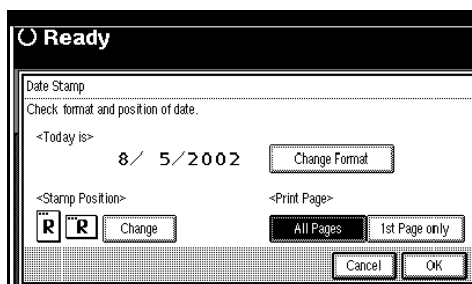 Ready
Date Stamp
Check format and position of date.
<Today is>
8/ 5/2002 Change Format
<Stamp Position> <Print Page>
R R Change All Pages 1st Page only
Cancel OK